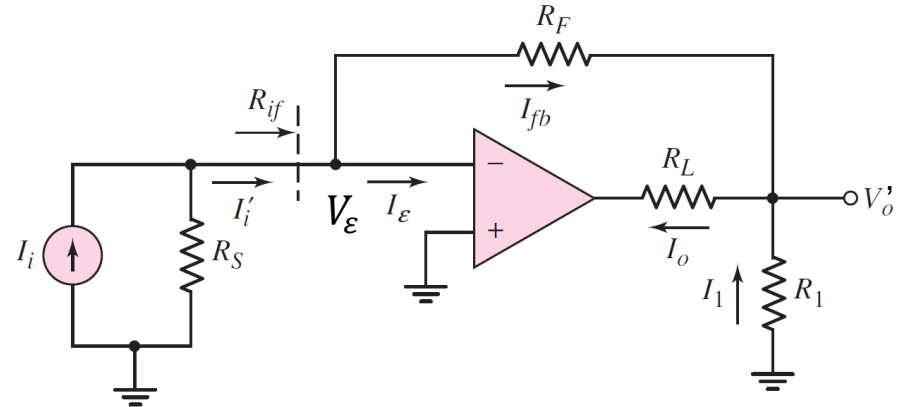 R_F
I_fb
R_if
R_L
I_i'
V_ε
I_ε
−
+
V_o'
I_i
R_S
I_o
I_1
R_1